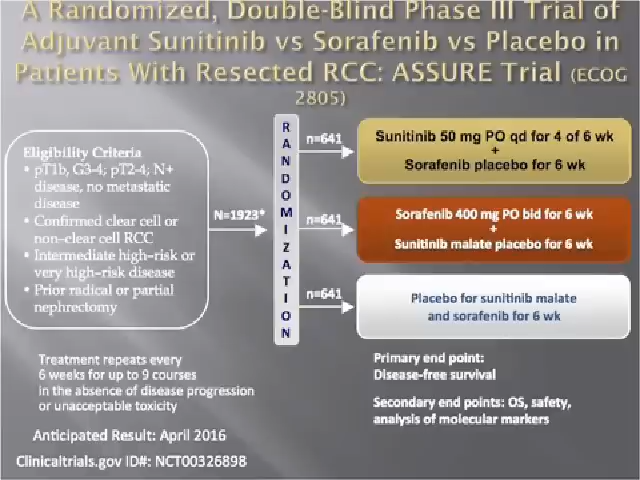 A Randomized, Double-Blind Phase III Trial of
Adjuvant Sunitinib vs Sorafenib vs Placebo in
Patients With Resected RCC: ASSURE Trial (ECOG
2805)
Eligibility Criteria
• pT1b, G3-4; pT2-4; N+
disease, no metastatic
disease
• Confirmed clear cell or
non-clear cell RCC
• Intermediate high-risk or
very high-risk disease
• Prior radical or partial
nephrectomy
N=1923*
RANDOMIZATION
n=641
Sunitinib 50 mg PO qd for 4 of 6 wk
+
Sorafenib placebo for 6 wk
n=641
Sorafenib 400 mg PO bid for 6 wk
+
Sunitinib malate placebo for 6 wk
n=641
Placebo for sunitinib malate
and sorafenib for 6 wk
Treatment repeats every
6 weeks for up to 9 courses
in the absence of disease progression
or unacceptable toxicity
Primary end point:
Disease-free survival
Secondary end points: OS, safety,
analysis of molecular markers
Anticipated Result: April 2016
Clinicaltrials.gov ID#: NCT00326898